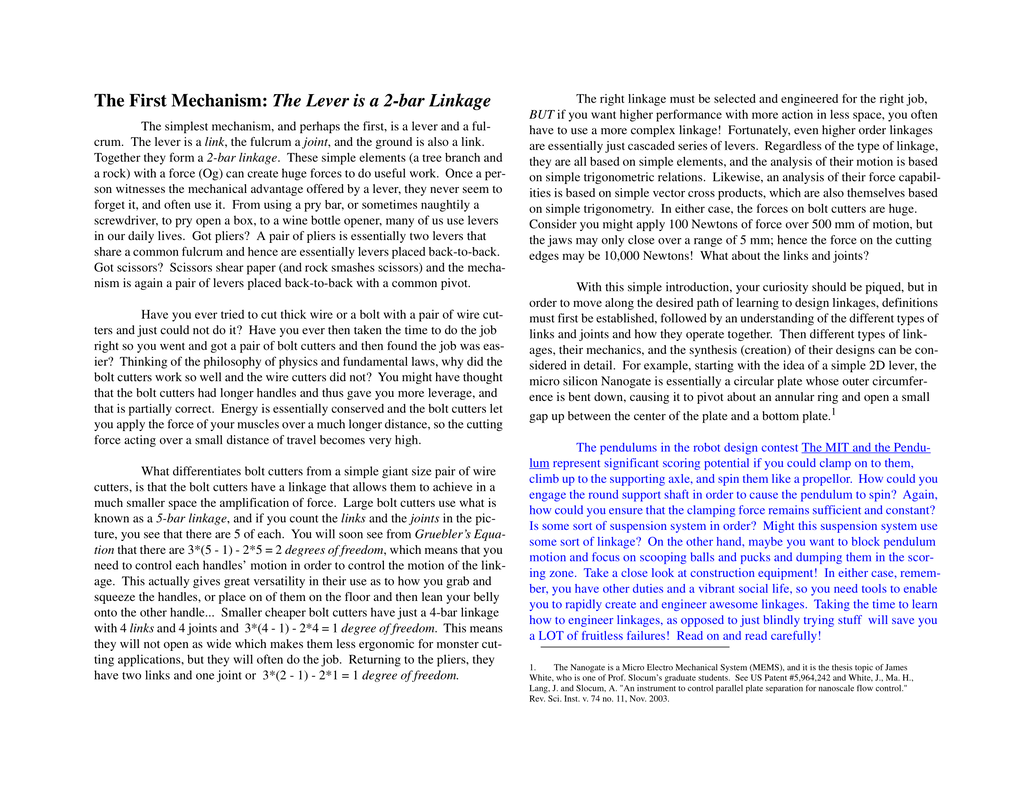 The First Mechanism: The Lever is a 2-bar Linkage
The simplest mechanism, and perhaps the first, is a lever and a ful-
crum. The lever is a link, the fulcrum a joint, and the ground is also a link.
Together they form a 2-bar linkage. These simple elements (a tree branch and
a rock) with a force (Og) can create huge forces to do useful work. Once a per-
son witnesses the mechanical advantage offered by a lever, they never seem to
forget it, and often use it. From using a pry bar, or sometimes naughtily a
screwdriver, to pry open a box, to a wine bottle opener, many of us use levers
in our daily lives. Got pliers? A pair of pliers is essentially two levers that
share a common fulcrum and hence are essentially levers placed back-to-back.
Got scissors? Scissors shear paper (and rock smashes scissors) and the mecha-
nism is again a pair of levers placed back-to-back with a common pivot.
Have you ever tried to cut thick wire or a bolt with a pair of wire cut-
ters and just could not do it? Have you ever then taken the time to do the job
right so you went and got a pair of bolt cutters and then found the job was eas-
ier? Thinking of the philosophy of physics and fundamental laws, why did the
bolt cutters work so well and the wire cutters did not? You might have thought
that the bolt cutters had longer handles and thus gave you more leverage, and
that is partially correct. Energy is essentially conserved and the bolt cutters let
you apply the force of your muscles over a much longer distance, so the cutting
force acting over a small distance of travel becomes very high.
What differentiates bolt cutters from a simple giant size pair of wire
cutters, is that the bolt cutters have a linkage that allows them to achieve in a
much smaller space the amplification of force. Large bolt cutters use what is
known as a 5-bar linkage, and if you count the links and the joints in the pic-
ture, you see that there are 5 of each. You will soon see from Gruebler's Equa-
tion that there are 3*(5 - 1) - 2*5 = 2 degrees of freedom, which means that you
need to control each handles' motion in order to control the motion of the link-
age. This actually gives great versatility in their use as to how you grab and
squeeze the handles, or place on of them on the floor and then lean your belly
onto the other handle... Smaller cheaper bolt cutters have just a 4-bar linkage
with 4 links and 4 joints and 3*(4 - 1) - 2*4 = 1 degree of freedom. This means
they will not open as wide which makes them less ergonomic for monster cut-
ting applications, but they will often do the job. Returning to the pliers, they
have two links and one joint or 3*(2 - 1) - 2*1 = 1 degree of freedom.
The right linkage must be selected and engineered for the right job,
BUT if you want higher performance with more action in less space, you often
have to use a more complex linkage! Fortunately, even higher order linkages
are essentially just cascaded series of levers. Regardless of the type of linkage,
they are all based on simple elements, and the analysis of their motion is based
on simple trigonometric relations. Likewise, an analysis of their force capabil-
ities is based on simple vector cross products, which are also themselves based
on simple trigonometry. In either case, the forces on bolt cutters are huge.
Consider you might apply 100 Newtons of force over 500 mm of motion, but
the jaws may only close over a range of 5 mm; hence the force on the cutting
edges may be 10,000 Newtons! What about the links and joints?
With this simple introduction, your curiosity should be piqued, but in
order to move along the desired path of learning to design linkages, definitions
must first be established, followed by an understanding of the different types of
links and joints and how they operate together. Then different types of link-
ages, their mechanics, and the synthesis (creation) of their designs can be con-
sidered in detail. For example, starting with the idea of a simple 2D lever, the
micro silicon Nanogate is essentially a circular plate whose outer circumfer-
ence is bent down, causing it to pivot about an annular ring and open a small
gap up between the center of the plate and a bottom plate.1
The pendulums in the robot design contest The MIT and the Pendu-
lum represent significant scoring potential if you could clamp on to them,
climb up to the supporting axle, and spin them like a propellor. How could you
engage the round support shaft in order to cause the pendulum to spin? Again,
how could you ensure that the clamping force remains sufficient and constant?
Is some sort of suspension system in order? Might this suspension system use
some sort of linkage? On the other hand, maybe you want to block pendulum
motion and focus on scooping balls and pucks and dumping them in the scor-
ing zone. Take a close look at construction equipment! In either case, remem-
ber, you have other duties and a vibrant social life, so you need tools to enable
you to rapidly create and engineer awesome linkages. Taking the time to learn
how to engineer linkages, as opposed to just blindly trying stuff will save you
a LOT of fruitless failures! Read on and read carefully!
1. The Nanogate is a Micro Electro Mechanical System (MEMS), and it is the thesis topic of James
White, who is one of Prof. Slocum's graduate students. See US Patent #5,964,242 and White, J., Ma. H.,
Lang, J. and Slocum, A. "An instrument to control parallel plate separation for nanoscale flow control."
Rev. Sci. Inst. v. 74 no. 11, Nov. 2003.